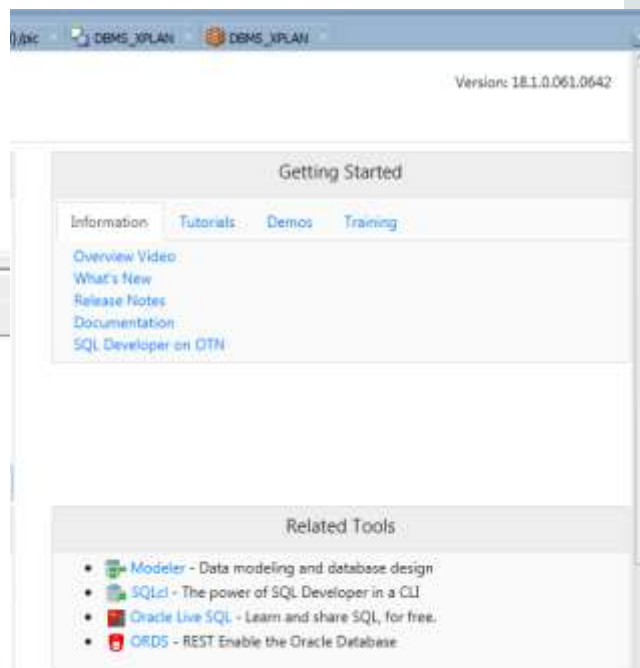 DBMS_XPLAN DBMS_XPLAN
Version: 18.1.0.061.0642
Getting Started
Information Tutorials Demos Training
Overview Video
What's New
Release Notes
Documentation
SQL Developer on OTN
Related Tools
• Modeler - Data modeling and database design
• SQLcl - The power of SQL Developer in a CLI
• Oracle Live SQL - Learn and share SQL, for free.
• ORDS - REST Enable the Oracle Database